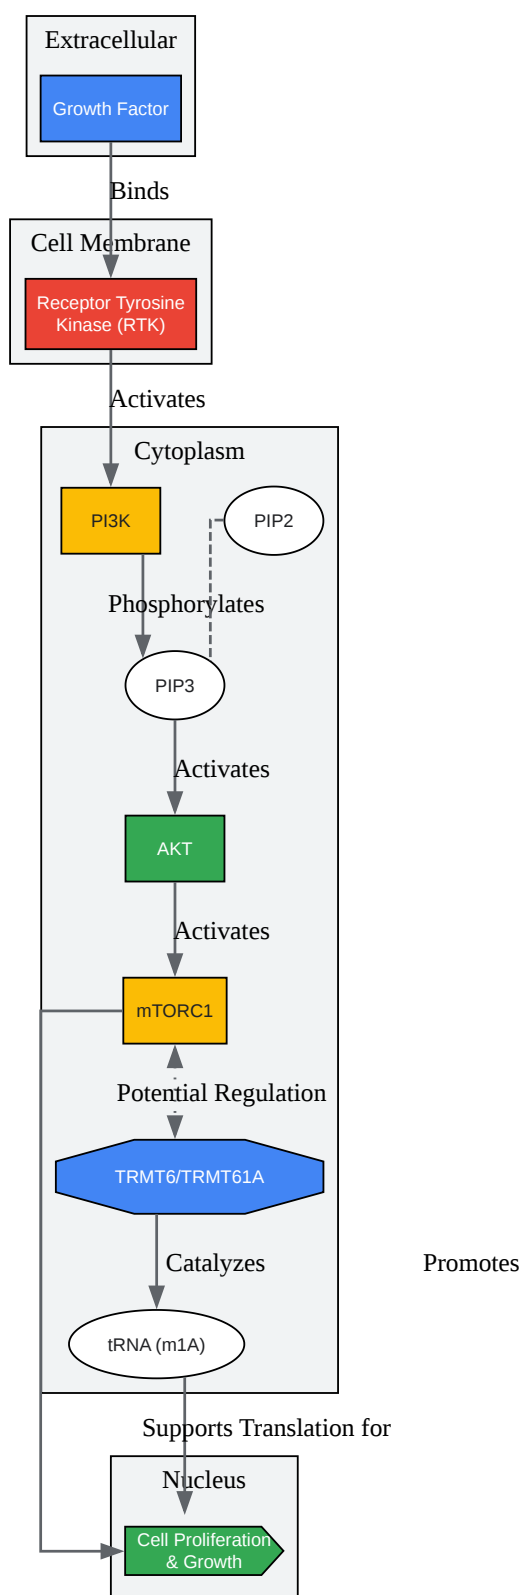 Extracellular
Growth Factor
Binds
Cell Membrane
Receptor Tyrosine
Kinase (RTK)
Activates
Cytoplasm
PI3K
PIP2
Phosphorylates
PIP3
Activates
AKT
Activates
mTORC1
Potential Regulation
TRMT6/TRMT61A
Catalyzes
Promotes
tRNA (m1A)
Supports Translation for
Nucleus
Cell Proliferation
& Growth